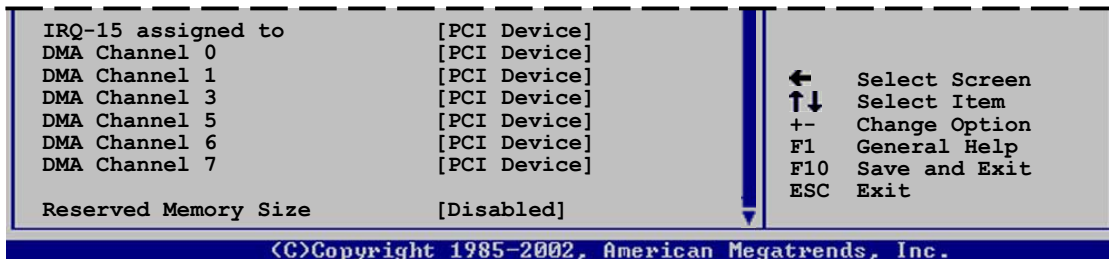 IRQ-15 assigned to [PCI Device]
DMA Channel 0 [PCI Device]
DMA Channel 1 [PCI Device]
DMA Channel 3 [PCI Device]
DMA Channel 5 [PCI Device]
DMA Channel 6 [PCI Device]
DMA Channel 7 [PCI Device]
Reserved Memory Size [Disabled]
← Select Screen
↑↓ Select Item
+- Change Option
F1 General Help
F10 Save and Exit
ESC Exit
(C)Copyright 1985-2002, American Megatrends, Inc.